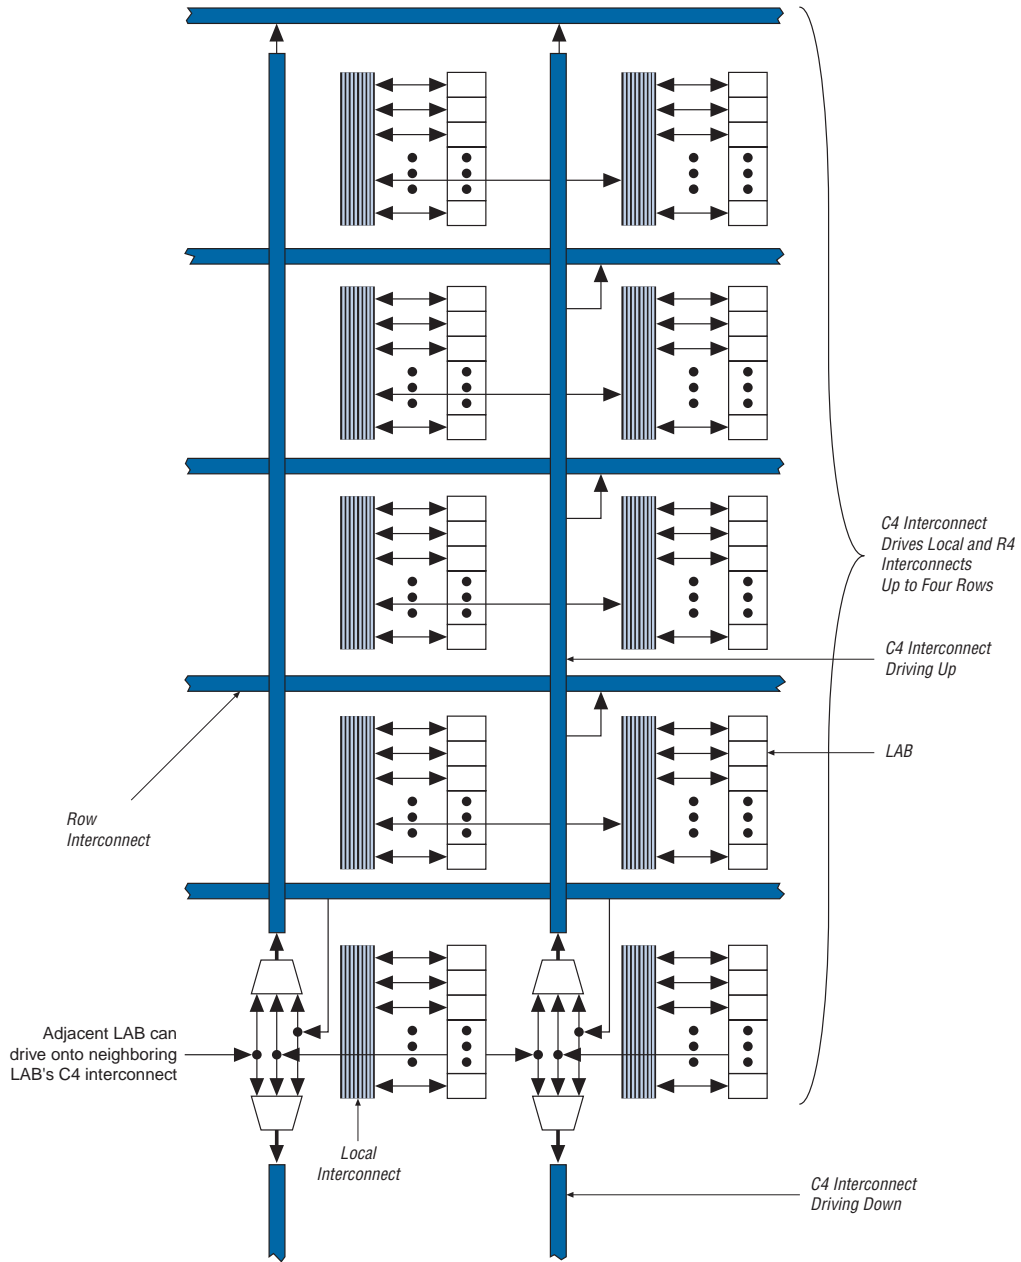 C4 Interconnect
Drives Local and R4
Interconnects
Up to Four Rows
C4 Interconnect
Driving Up
LAB
Row
Interconnect
Adjacent LAB can
drive onto neighboring
LAB's C4 interconnect
Local
Interconnect
C4 Interconnect
Driving Down